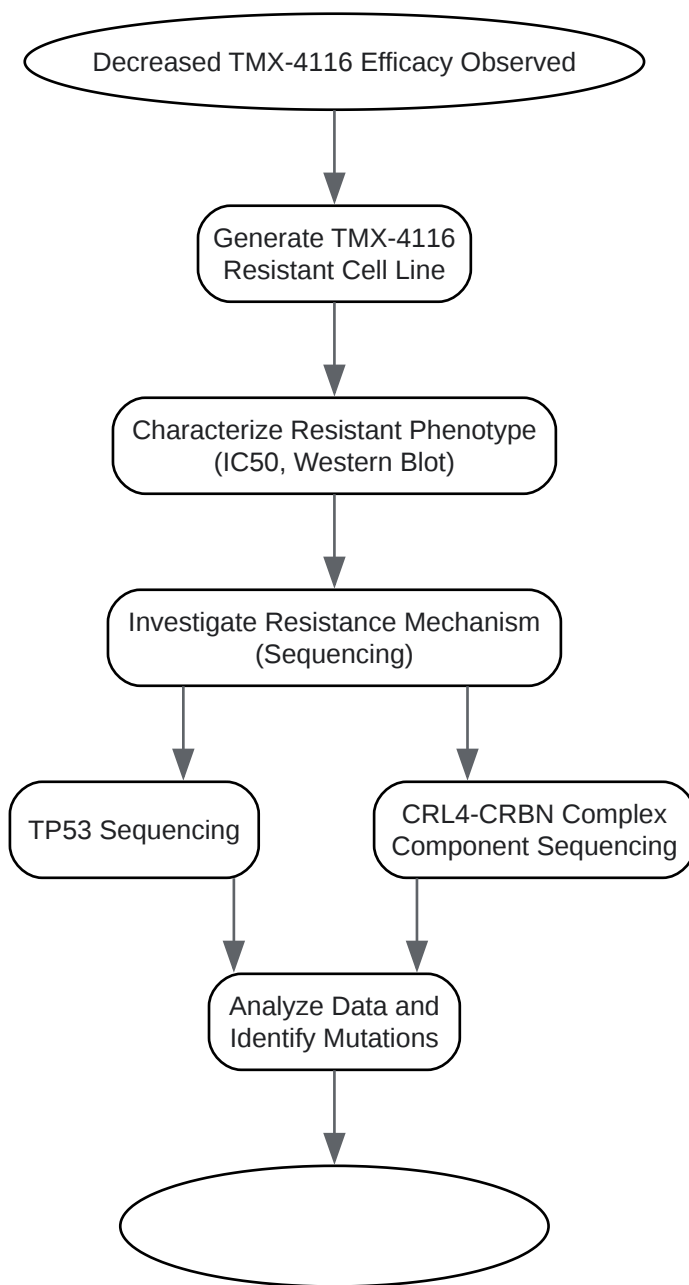 Decreased TMX-4116 Efficacy Observed
Generate TMX-4116
Resistant Cell Line
Characterize Resistant Phenotype
(IC50, Western Blot)
Investigate Resistance Mechanism
(Sequencing)
TP53 Sequencing
CRL4-CRBN Complex
Component Sequencing
Analyze Data and
Identify Mutations